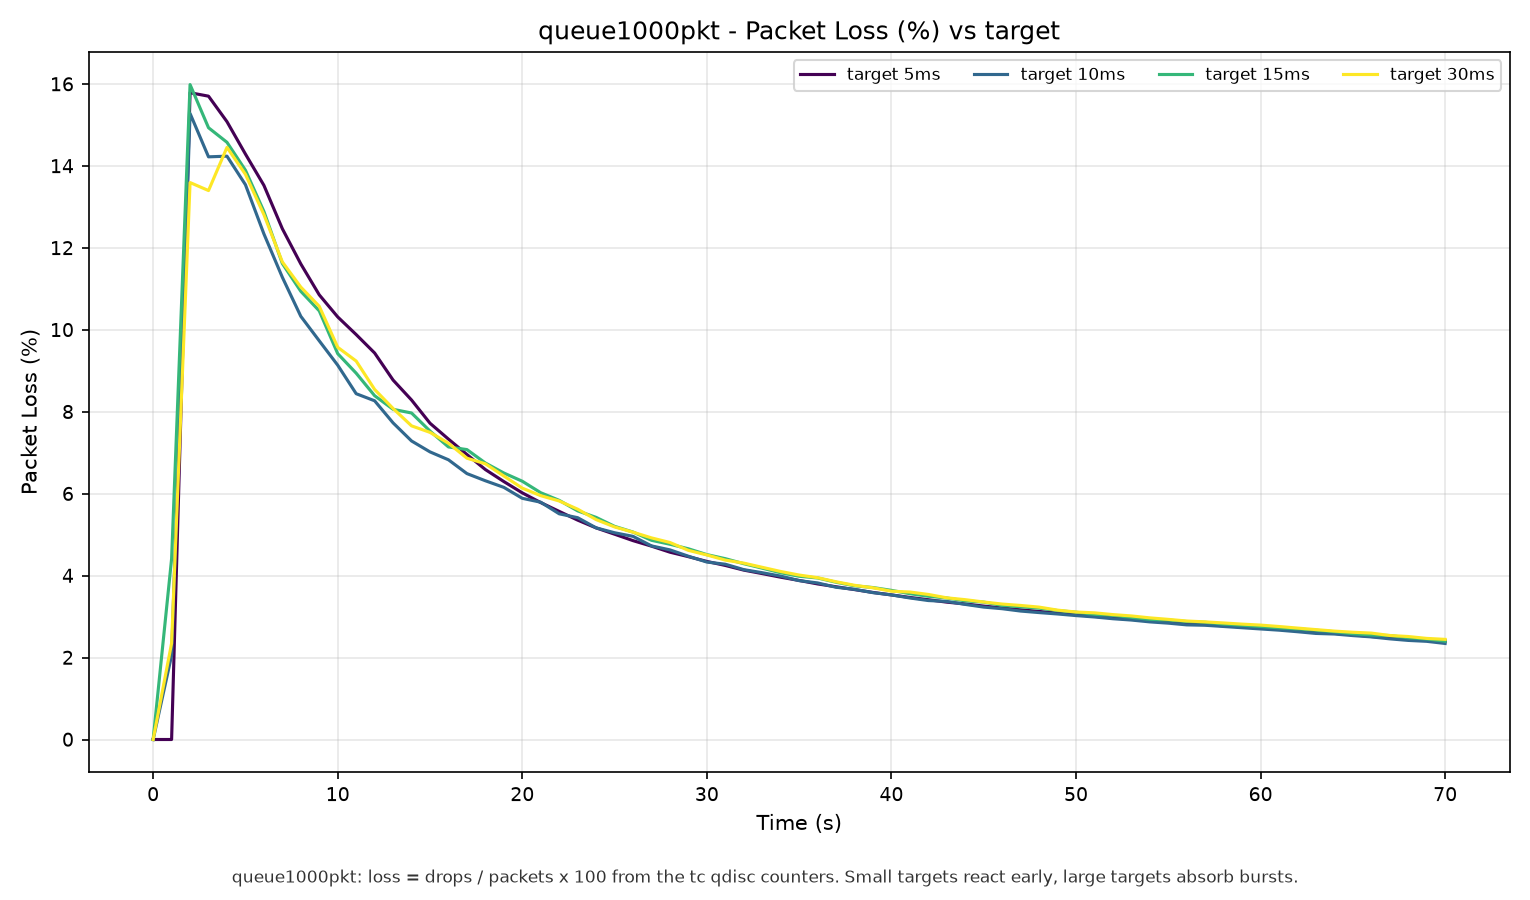 queue1000pkt - Packet Loss (%) vs target
target 5ms target 10ms target 15ms target 30ms
16
14
12
10
8
6
4
2
0
Packet Loss (%)
0 10 20 30 40 50 60 70
Time (s)
queue1000pkt: loss = drops / packets x 100 from the tc qdisc counters. Small targets react early, large targets absorb bursts.